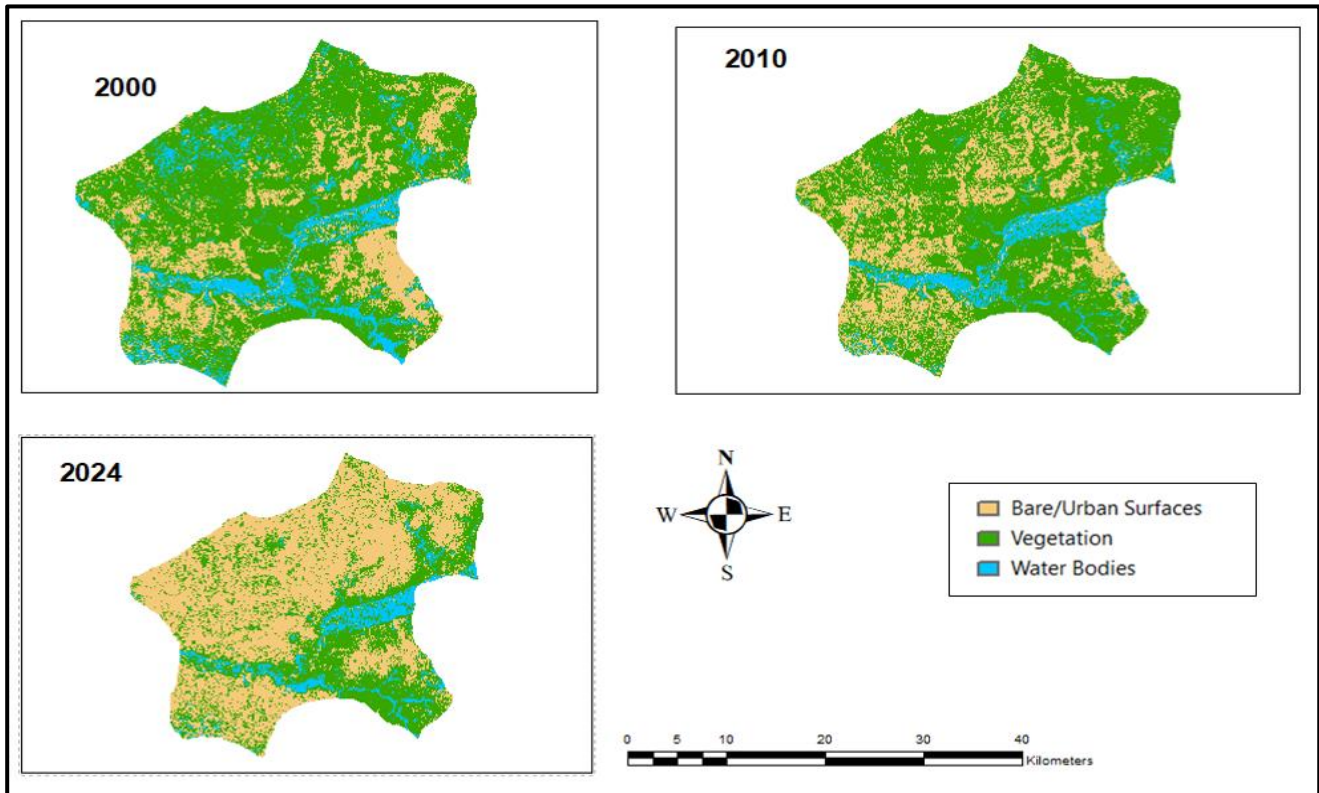 2000
2010
2024
N
W E
S
Bare/Urban Surfaces
Vegetation
Water Bodies
0 5 10 20 30 40
Kilometers